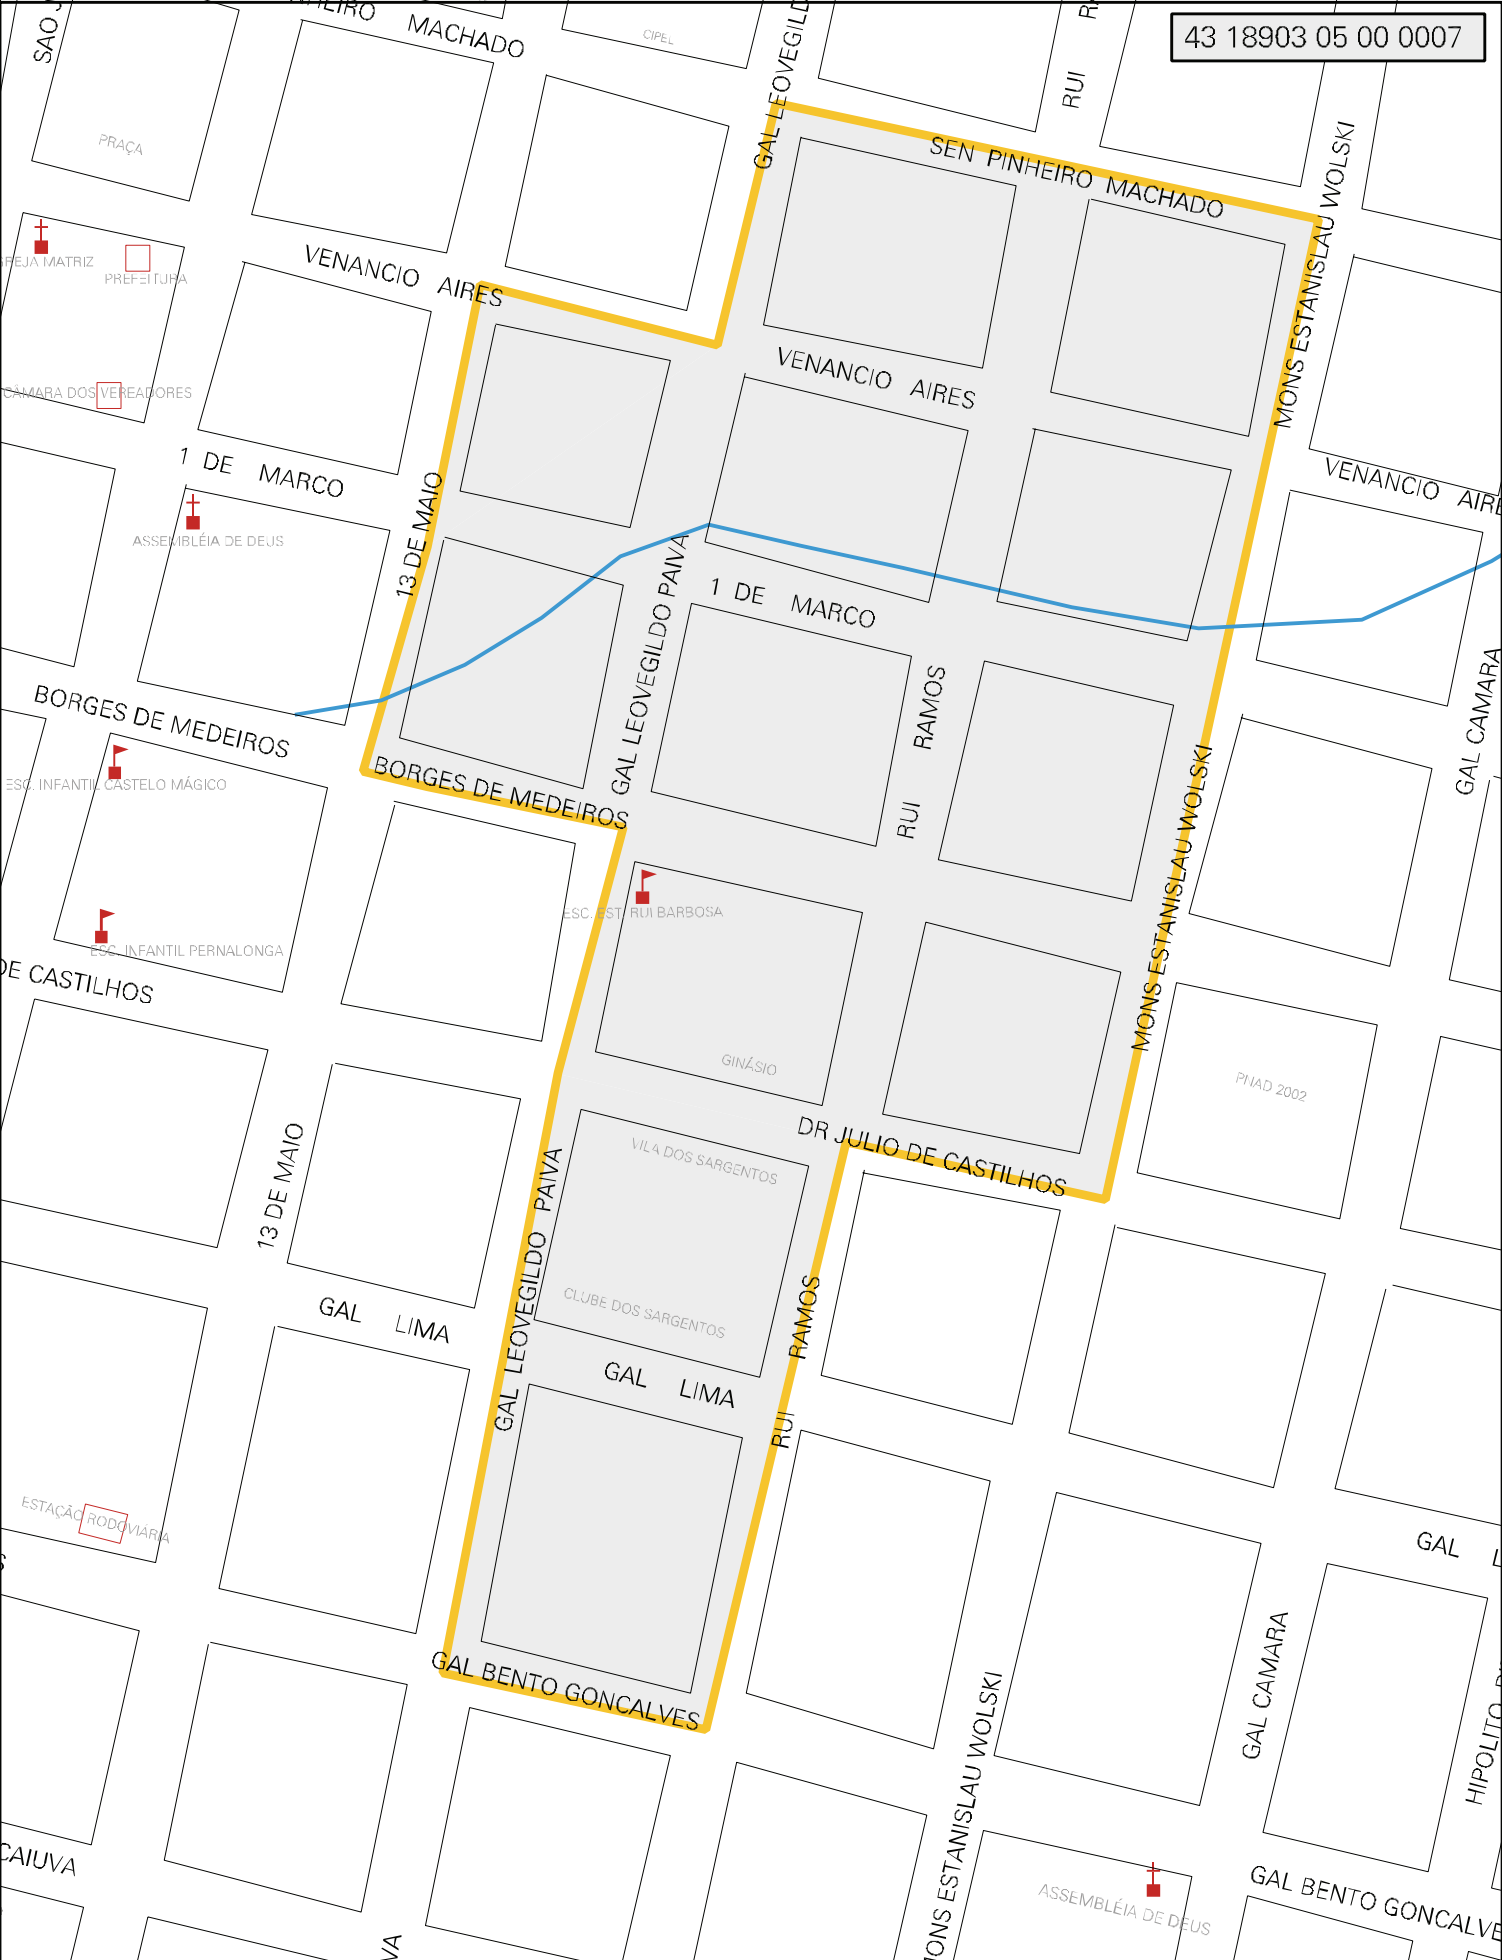 MACHADO
CIPEL
GAL LEOVEGILD
RUI
43 18903 05 00 0007
PRAÇA
SEN PINHEIRO MACHADO
MONS ESTANISLAU WOLSKI
PREFEITURA
VENANCIO AIRES
CÂMARA DOS VEREADORES
VENANCIO AIRES
1 DE MARCO
13 DE MAIO
ASSEMBLÉIA DE DEUS
VENANCIO
1 DE MARCO
GAL LEOVEGILDO PAIVA
RUI RAMOS
GAL CAMARA
BORGES DE MEDEIROS
BORGES DE MEDEIROS
ESC. INFANTIL CASTELO MÁGICO
MONS ESTANISLAU WOLSKI
ESC. EST. RUI BARBOSA
ESC. INFANTIL PERNALONGA
DE CASTILHOS
GINÁSIO
PNAD 2002
DR JULIO DE CASTILHOS
VILA DOS SARGENTOS
13 DE MAIO
GAL LEOVEGILDO PAIVA
CLUBE DOS SARGENTOS
RUI RAMOS
GAL LIMA
GAL LIMA
ESTAÇÃO RODOVIÁRIA
GAL L
GAL BENTO GONCALVES
GAL CAMARA
HIPOLITO
ONS ESTANISLAU WOLSKI
CAIUVA
ASSEMBLÉIA DE DEUS
GAL BENTO GONCALVE
VA